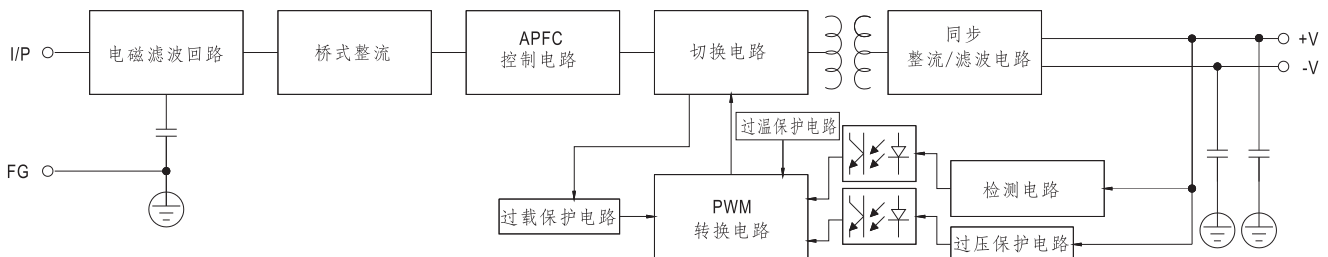 I/P
电磁滤波回路
桥式整流
APFC
控制电路
切换电路
同步
整流/滤波电路
+V
-V
过温保护电路
FG
过载保护电路
PWM
转换电路
检测电路
过压保护电路